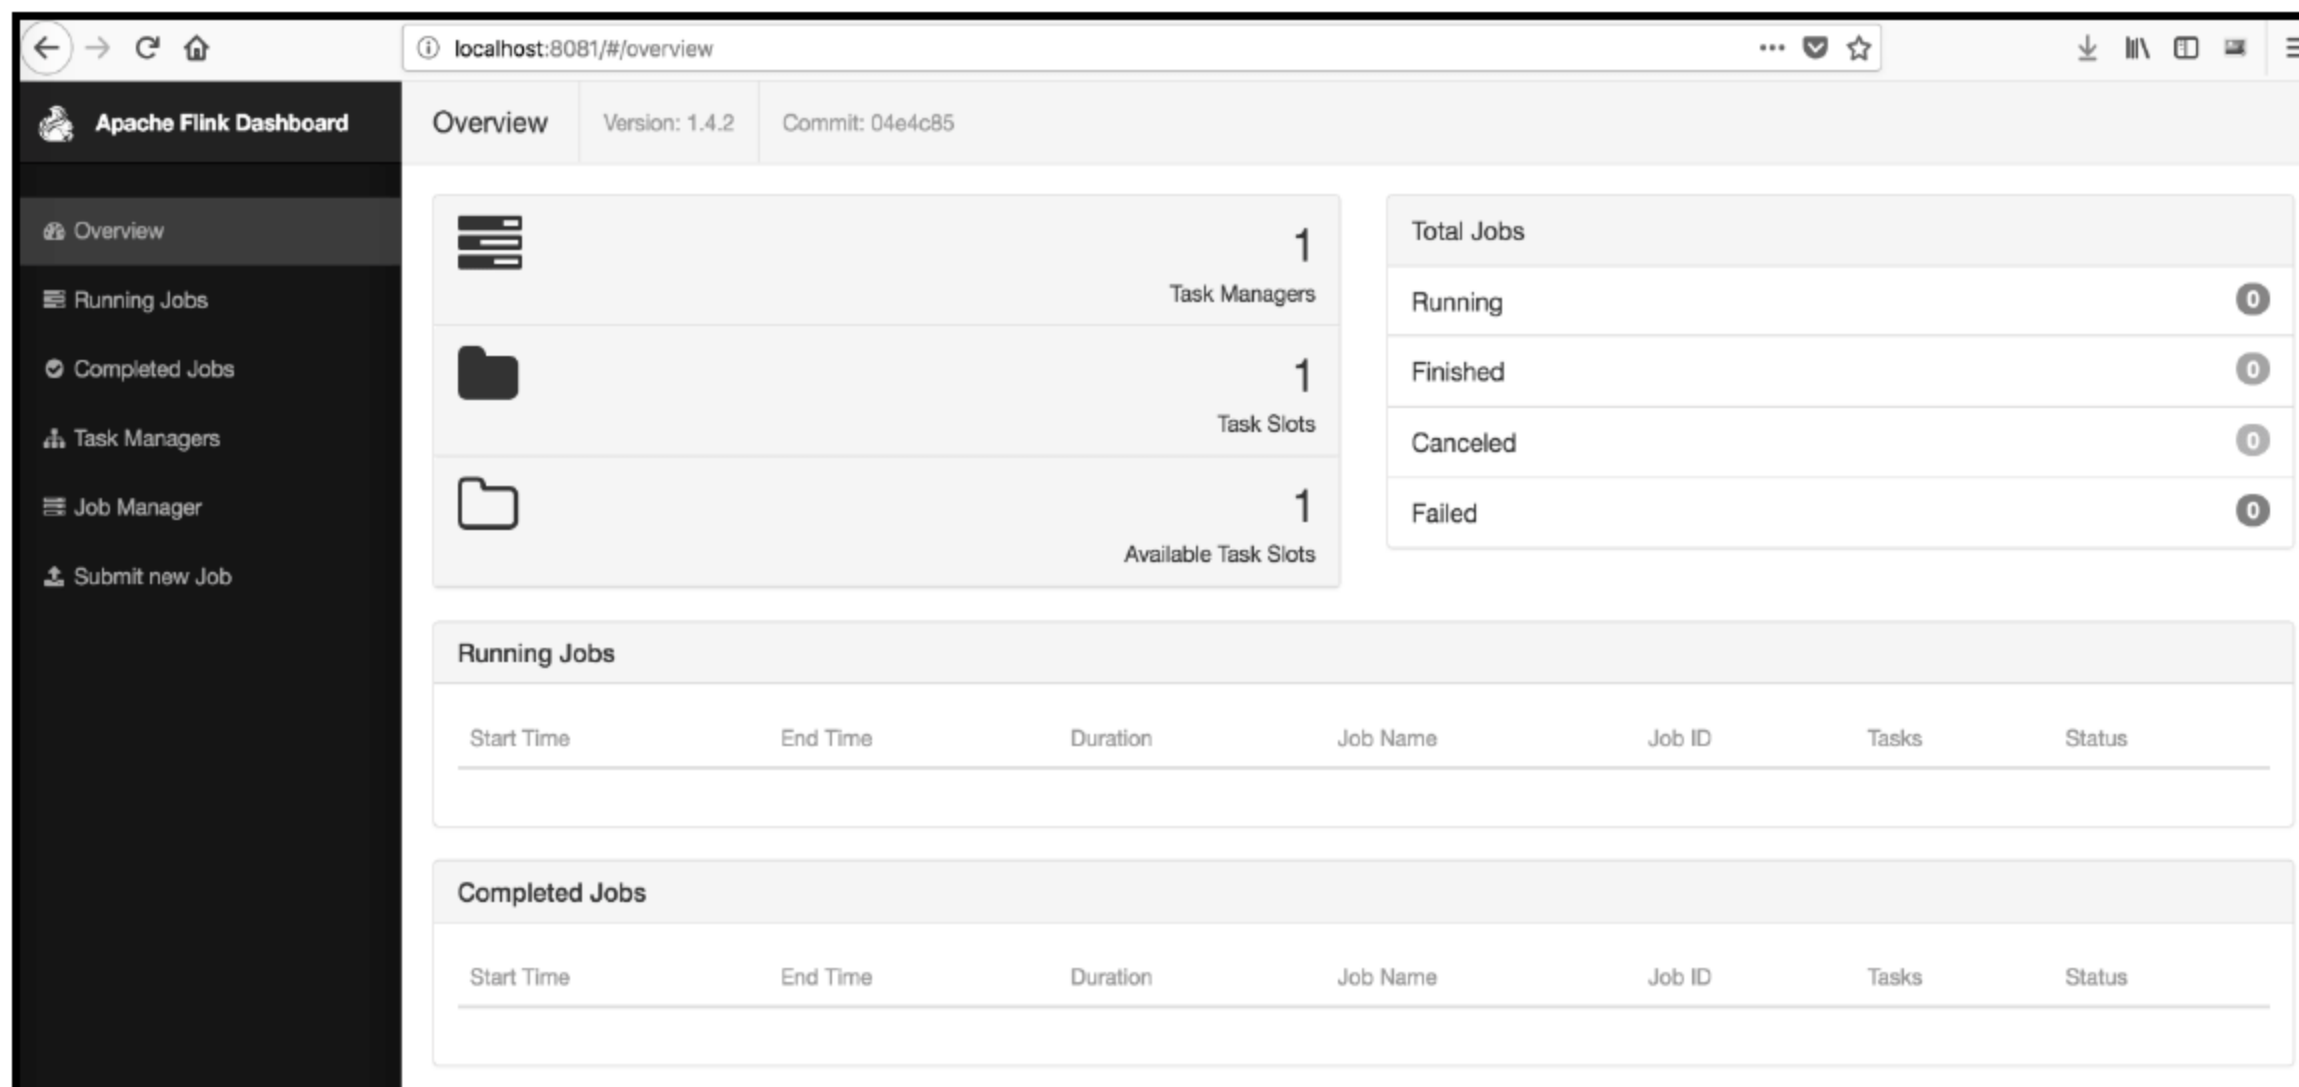 localhost:8081/#/overview
Apache Flink Dashboard
Overview
Version: 1.4.2
Commit: 04e4c85
Overview
Running Jobs
Completed Jobs
Task Managers
Job Manager
Submit new Job
1
Task Managers
1
Task Slots
1
Available Task Slots
Total Jobs
Running 0
Finished 0
Canceled 0
Failed 0
Running Jobs
Start Time End Time Duration Job Name Job ID Tasks Status
Completed Jobs
Start Time End Time Duration Job Name Job ID Tasks Status